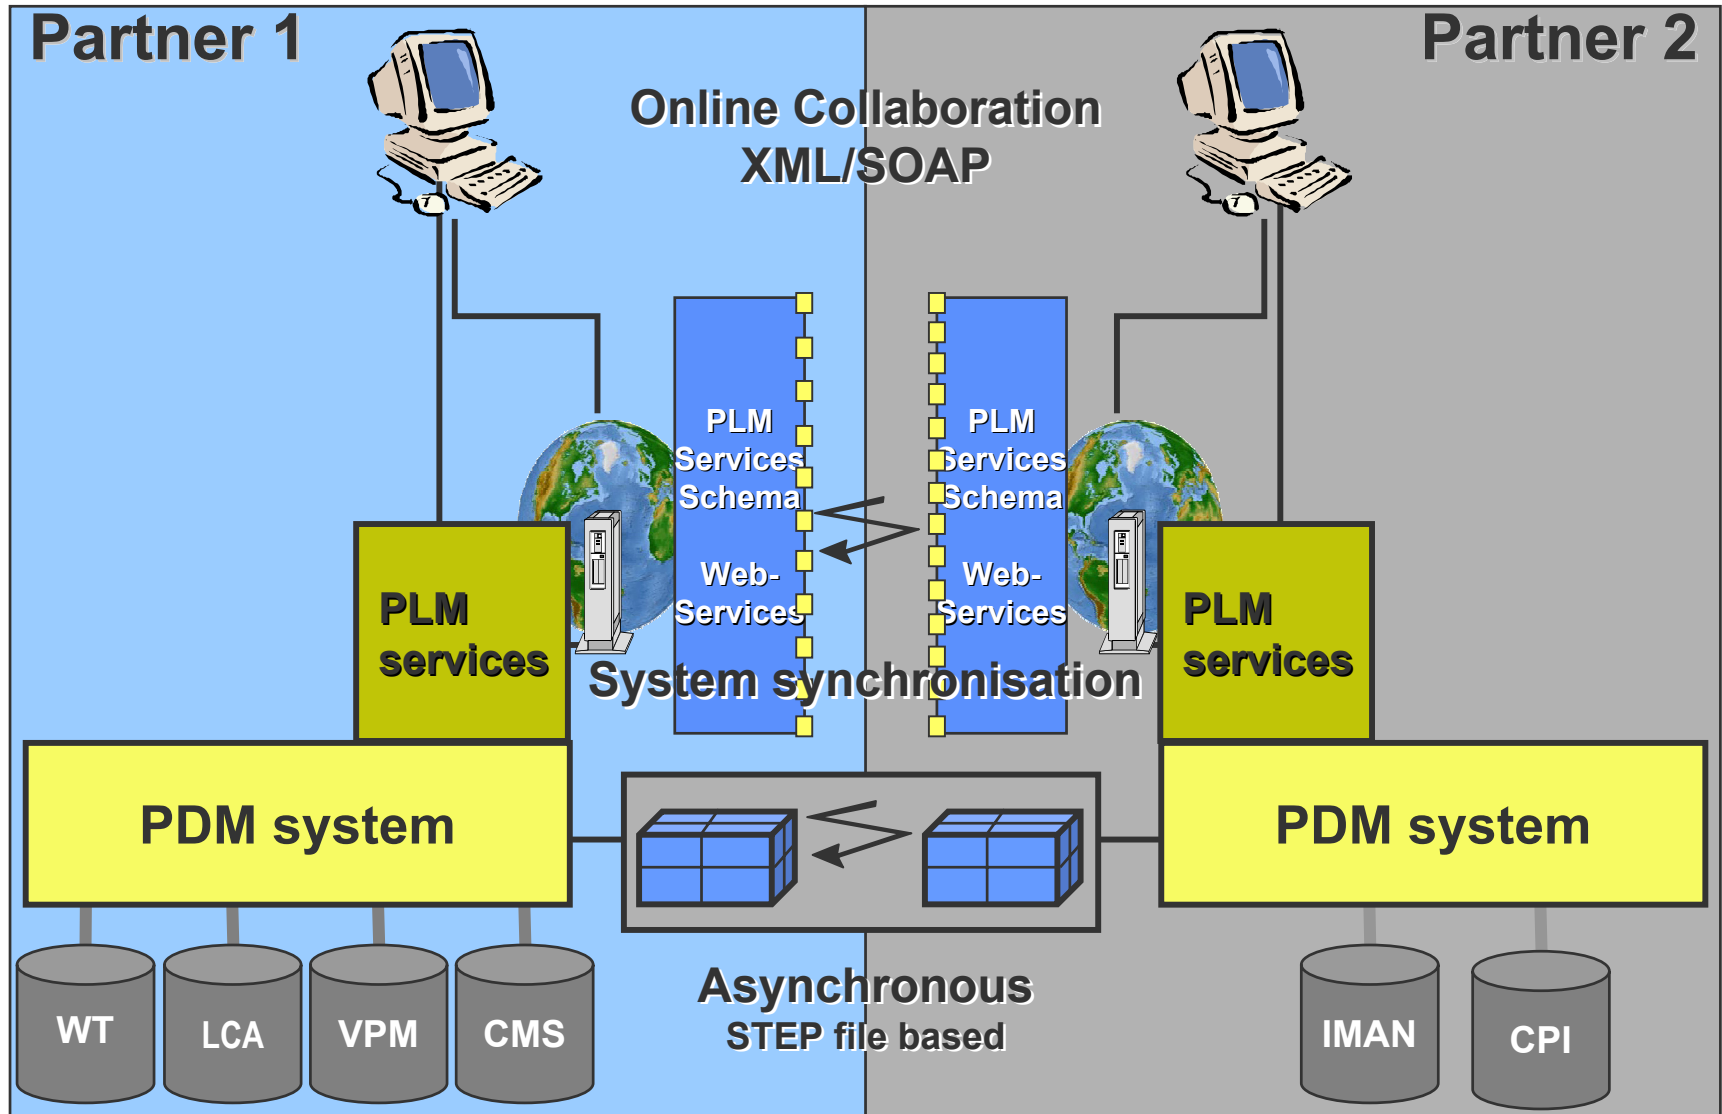 Partner 1
Partner 2
Online Collaboration
XML/SOAP
PLM
Services
Schema
Web-
Services
PLM
Services
Schema
Web-
Services
PLM
services
PLM
services
System synchronisation
PDM system
PDM system
Asynchronous
STEP file based
WT
LCA
VPM
CMS
IMAN
CPI